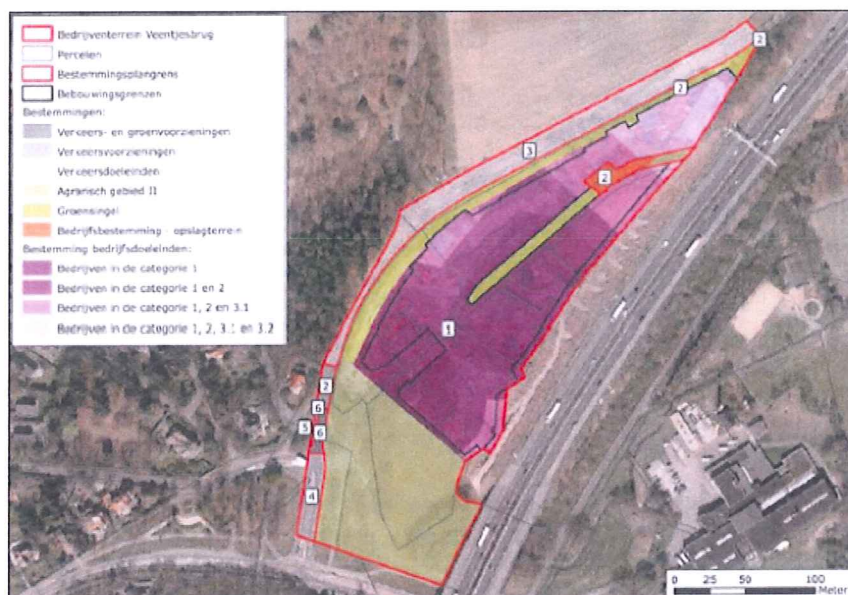 Bedrijventerrein Veentjesbrug
Percelen
Bestemmingsplangrens
Bebouwingsgrenzen
Bestemmingen:
Verkeers- en groenvoorzieningen
Verkeersvoorzieningen
Verkeersdoeleinden
Agrarisch gebied II
Groensingel
Bedrijfsbestemming - opslagterrein
Bestemming bedrijfsdoeleinden:
Bedrijven in de categorie 1
Bedrijven in de categorie 1 en 2
Bedrijven in de categorie 1, 2 en 3.1
Bedrijven in de categorie 1, 2, 3.1 en 3.2
2
2
3
2
1
2
6
5
6
4
0 25 50 100
Meter